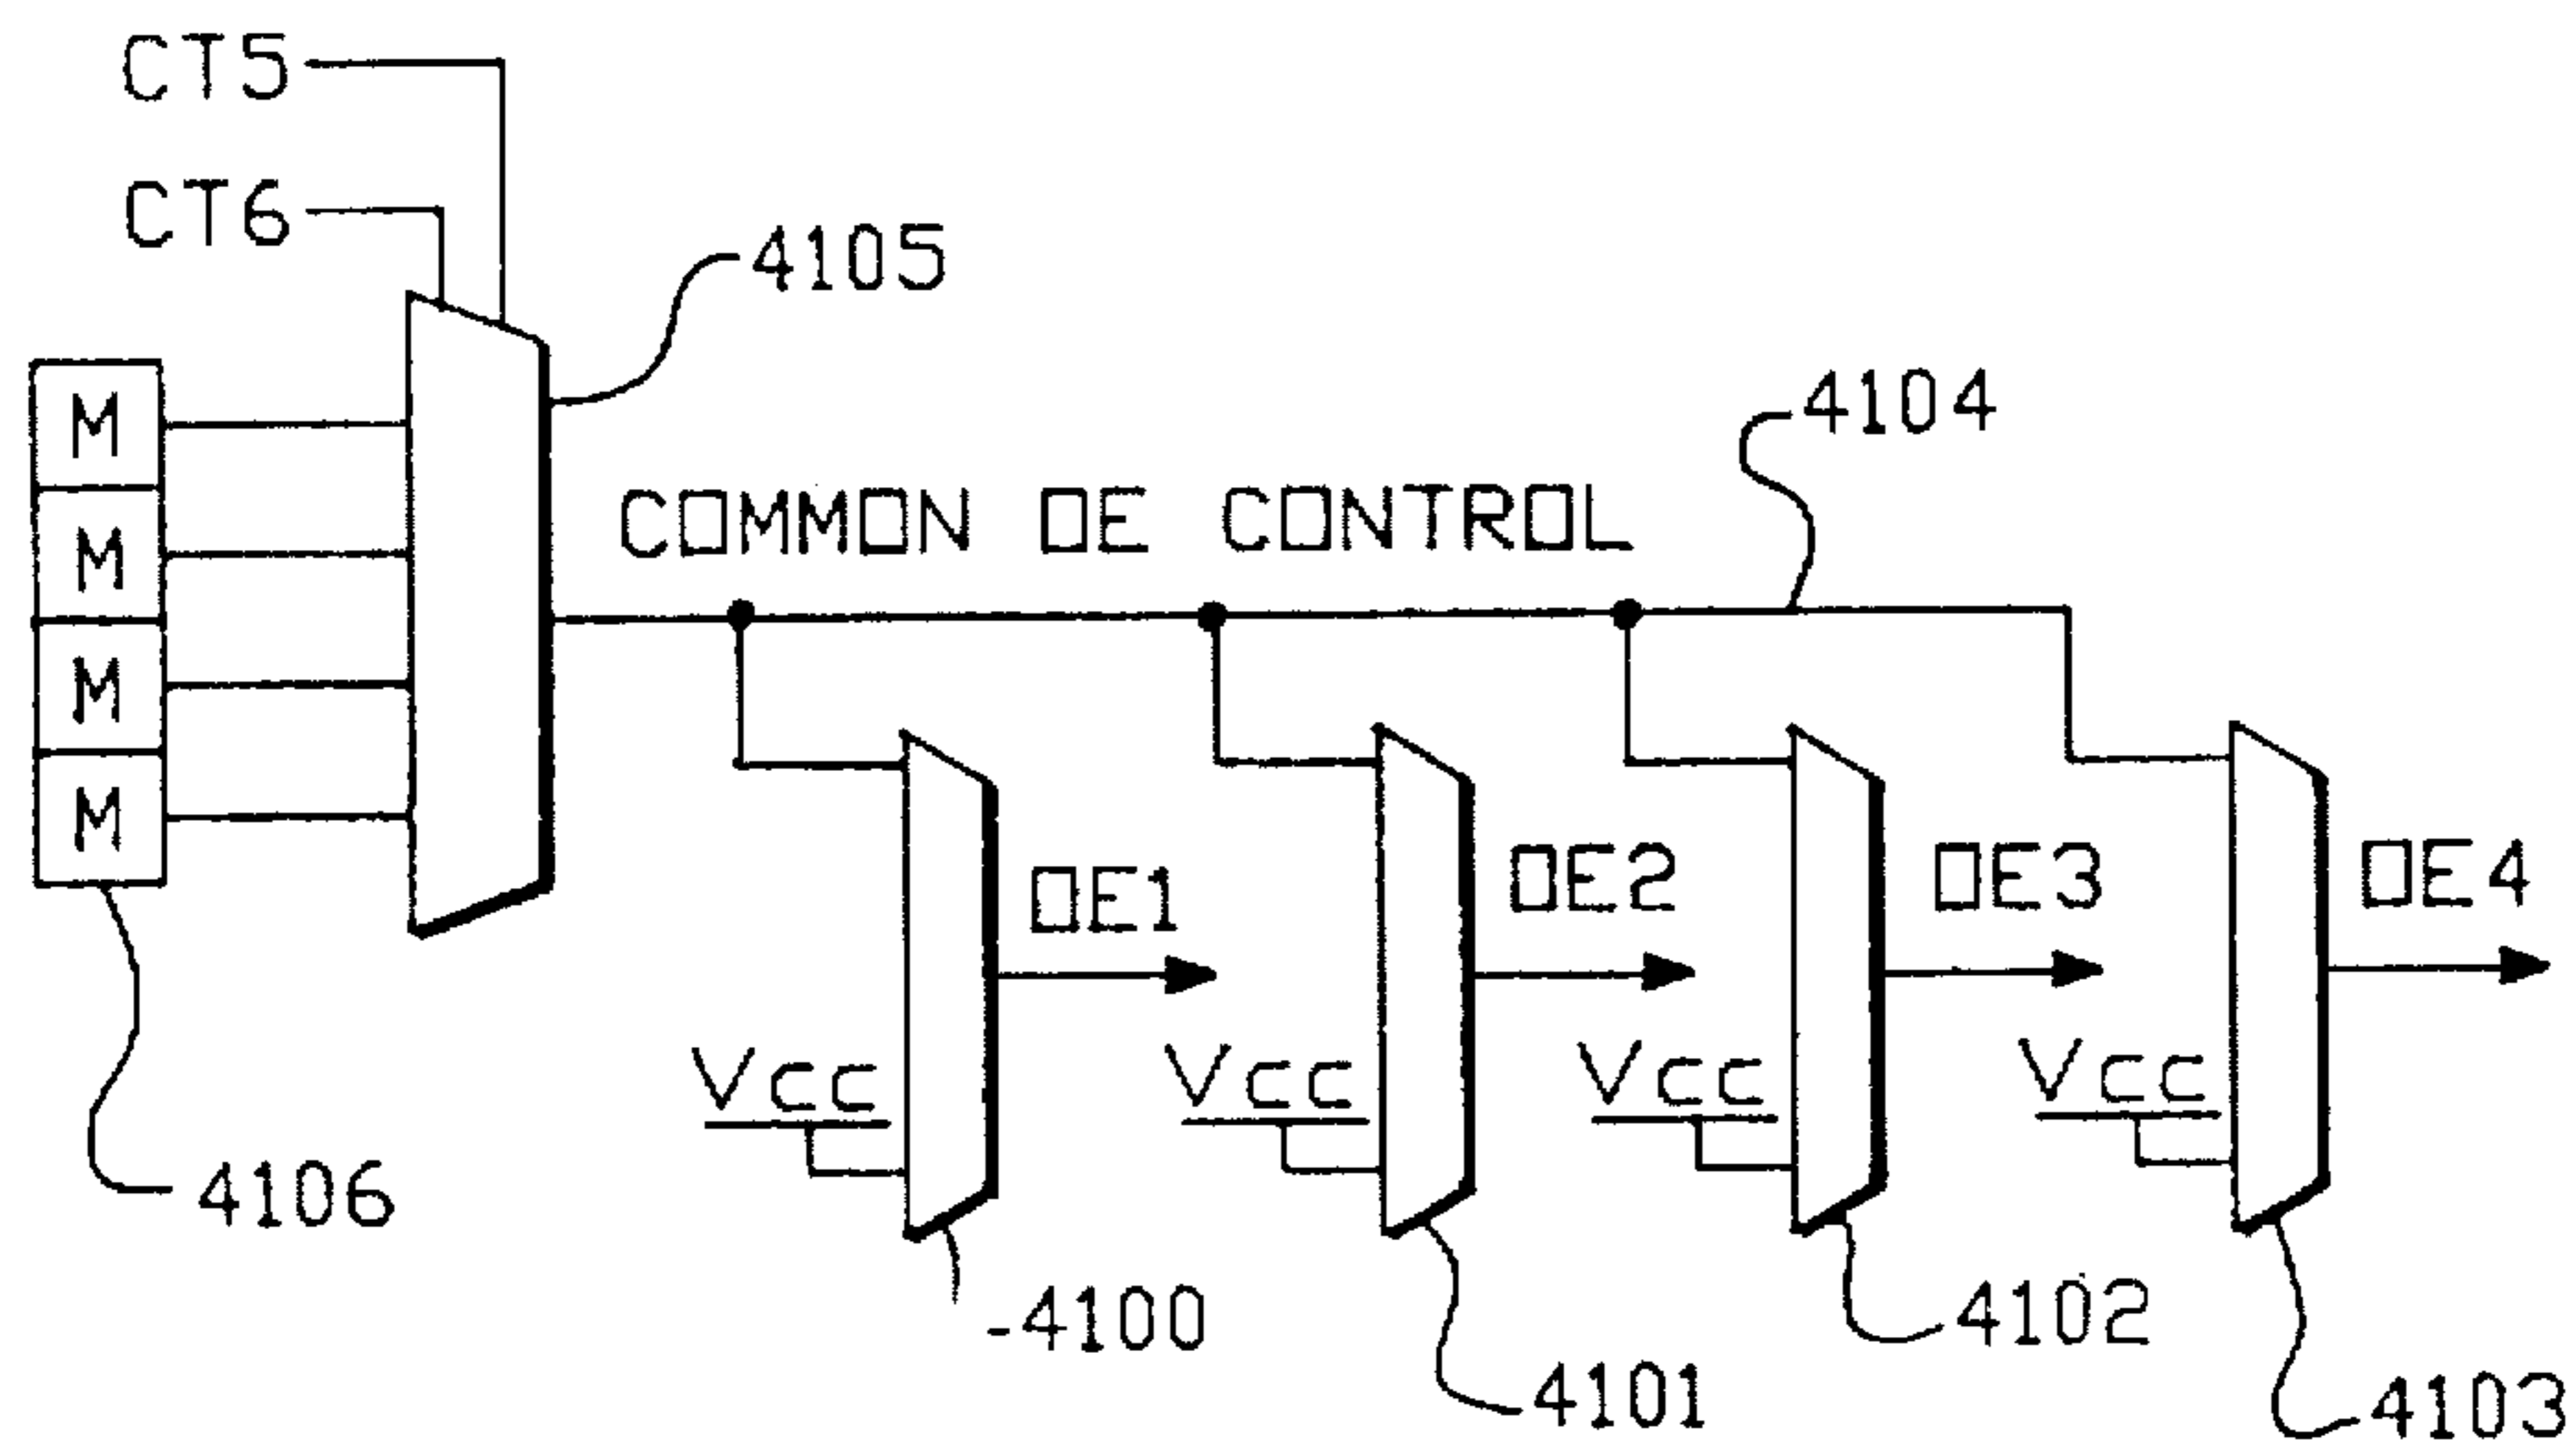 CT5
CT6
4105
M
M
M
M
4104
COMMON OE CONTROL
OE1
OE2
OE3
OE4
Vcc
Vcc
Vcc
Vcc
4106
-4100
4101
4102
4103